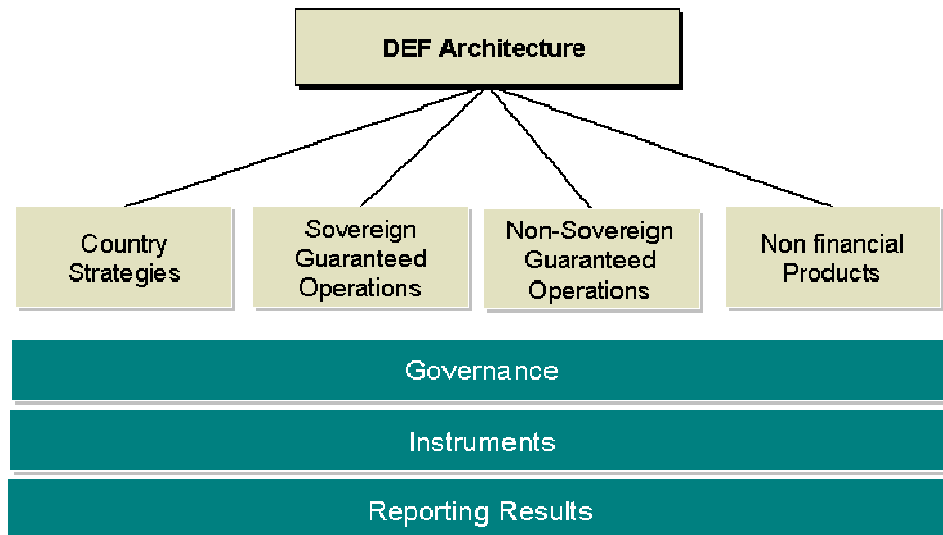 DEF Architecture
Country
Strategies
Sovereign
Guaranteed
Operations
Non-Sovereign
Guaranteed
Operations
Non financial
Products
Governance
Instruments
Reporting Results